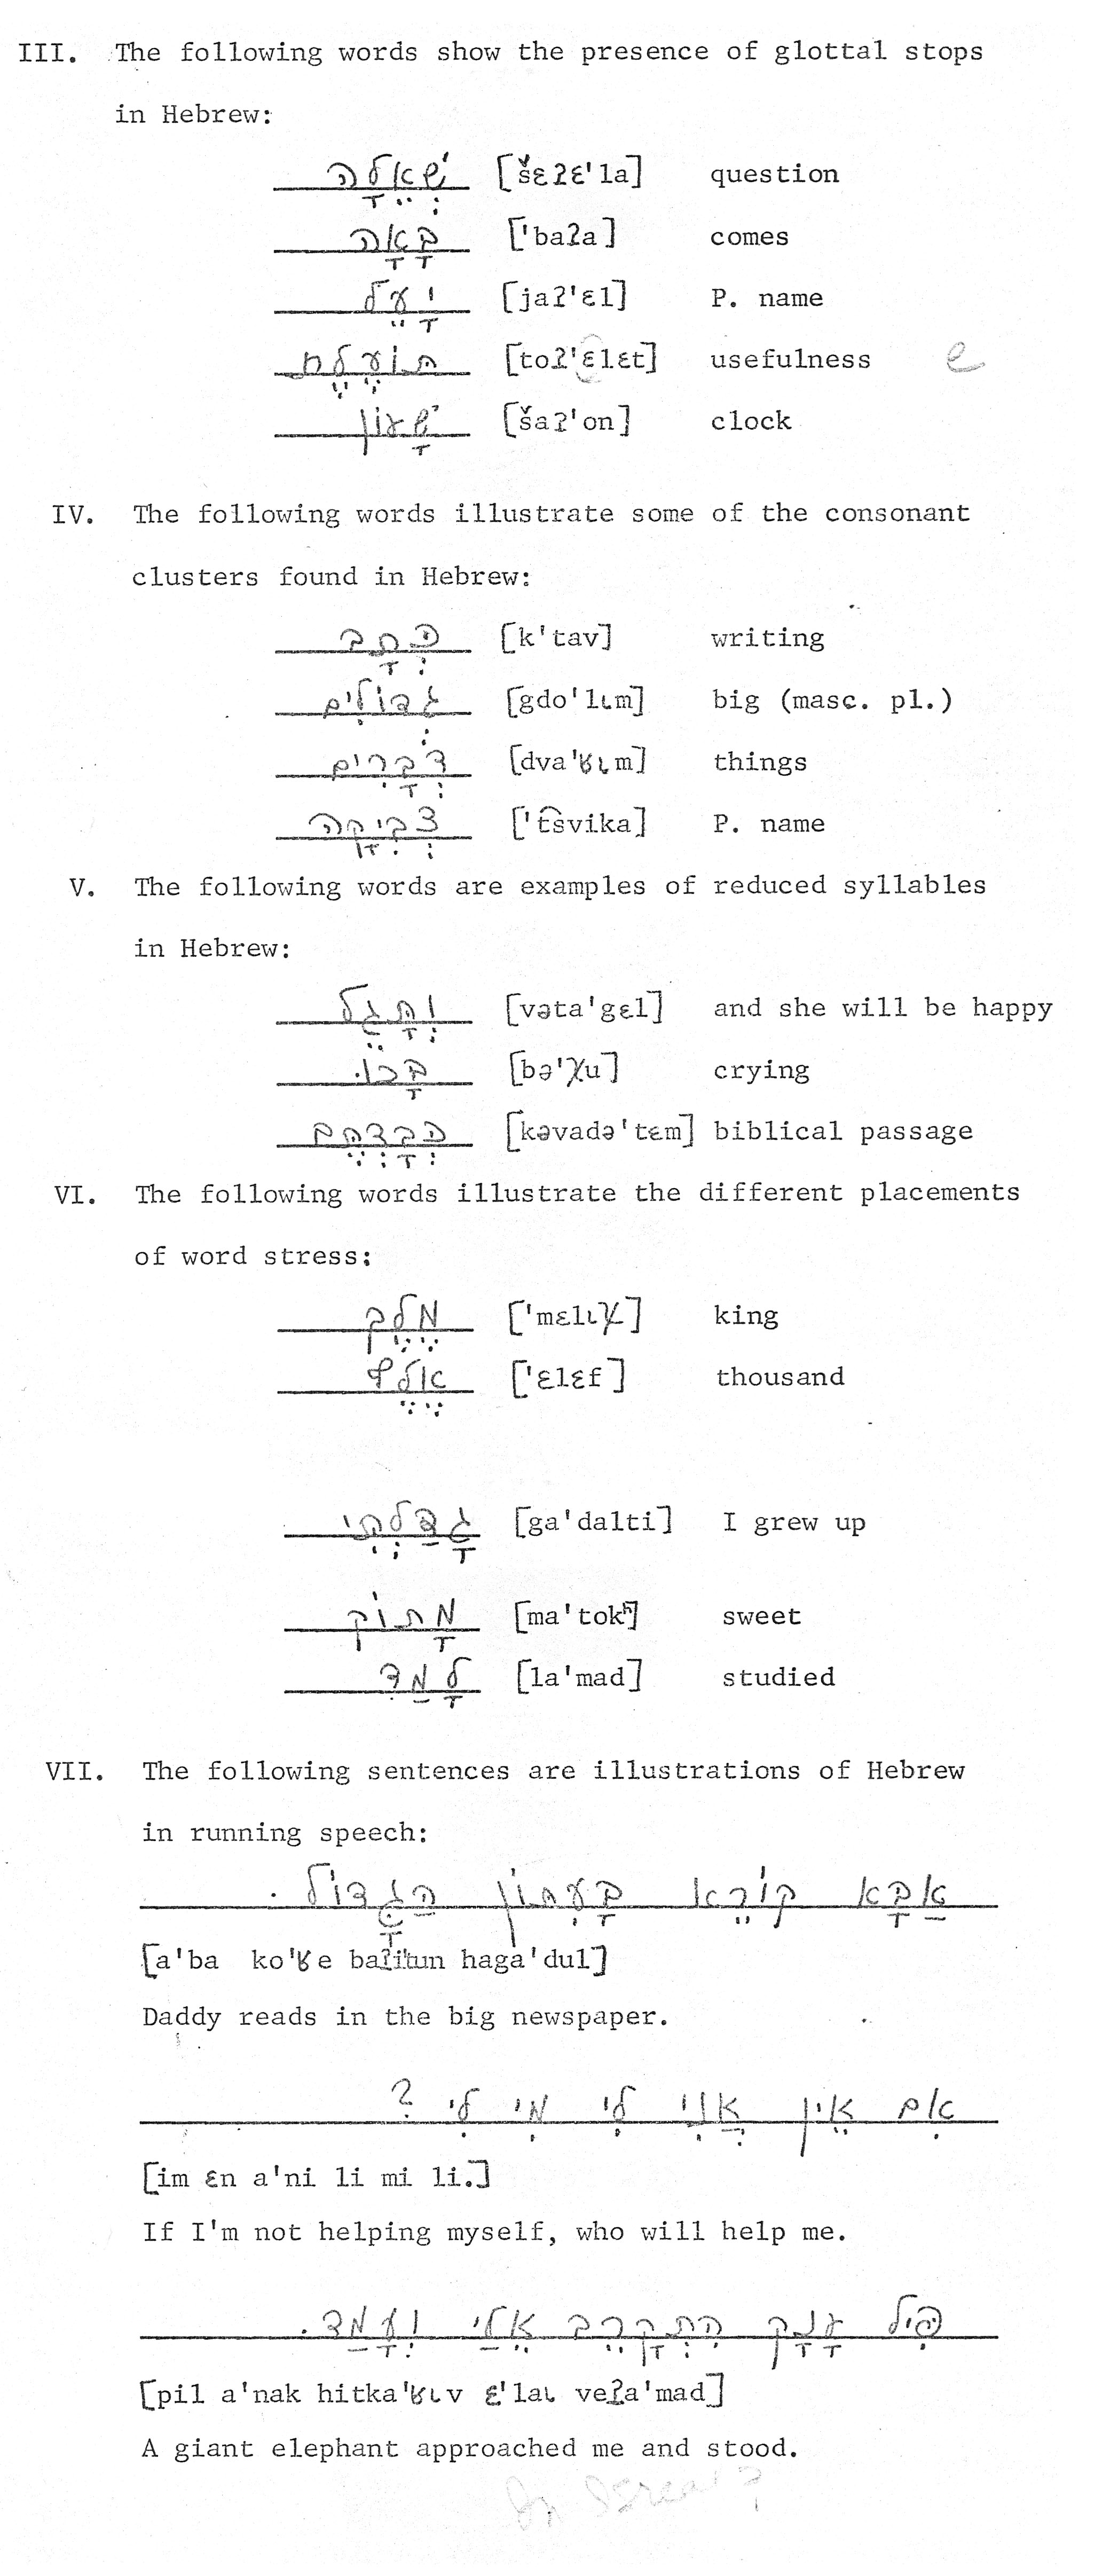 III. The following words show the presence of glottal stops
in Hebrew:
שְׁאֵלָה [šɛʔɛ'la] question
בָּאָה ['baʔa] comes
יָעֵל [jaʔ'ɛl] P. name
תוֹעֶלֶת [toʔ'ɛlɛt] usefulness e
שָׁעוֹן [šaʔ'on] clock
IV. The following words illustrate some of the consonant
clusters found in Hebrew:
כְּתָב [k'tav] writing
גְדוֹלִים [gdo'lɩm] big (masc. pl.)
דְּבָרִים [dva'ʁɩm] things
צְבִיקָה ['t͡svika] P. name
V. The following words are examples of reduced syllables
in Hebrew:
וְתָּגֵל [vəta'gɛl] and she will be happy
בָּכוּ [bə'χu] crying
כְּבָדְתֶּם [kəvadə'tɛm] biblical passage
VI. The following words illustrate the different placements
of word stress:
מֶלֶך ['mɛlɩχ] king
אֶלֶף ['ɛlɛf] thousand
גָּדַּלְתִּי [ga'dalti] I grew up
מָתוֹק [ma'tokʰ] sweet
לָמַד [la'mad] studied
VII. The following sentences are illustrations of Hebrew
in running speech:
אַבָּא קוֹרֵא בָּעִתוֹן הַגָּדוֹל.
[a'ba ko'ʁe baʔi'tun haga'dul]
Daddy reads in the big newspaper.
אִם אֵין אֲנִי לִי מִי לִי ?
[im ɛn a'ni li mi li.]
If I'm not helping myself, who will help me.
פִּיל עָנָק הִתְקָרֵב אֵלַי וְעָמַד.
[pil a'nak hitka'ʁɩv ɛ'laɩ veʔa'mad]
A giant elephant approached me and stood.